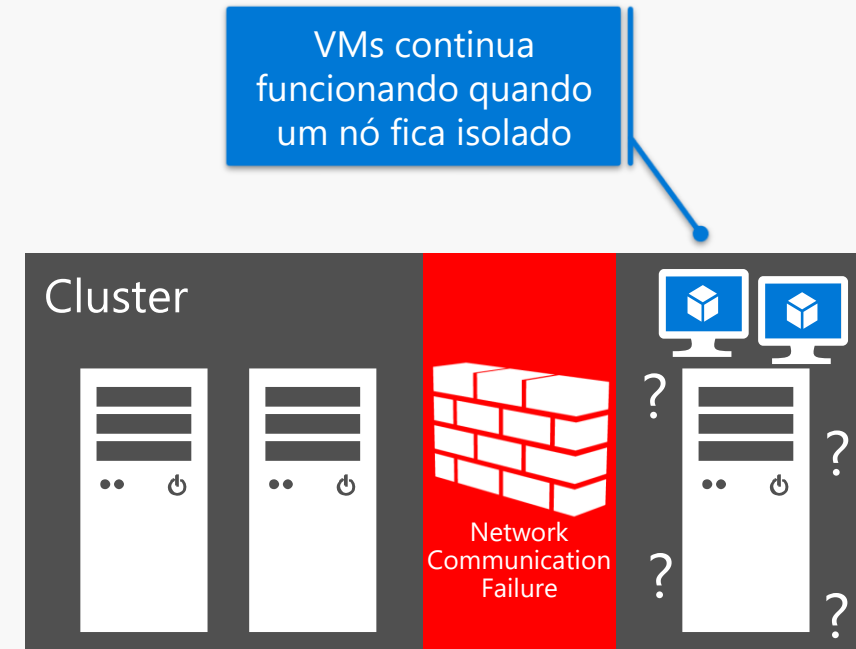 VMs continua
funcionando quando
um nó fica isolado
Cluster
?
?
Network
Communication
Failure
?
?